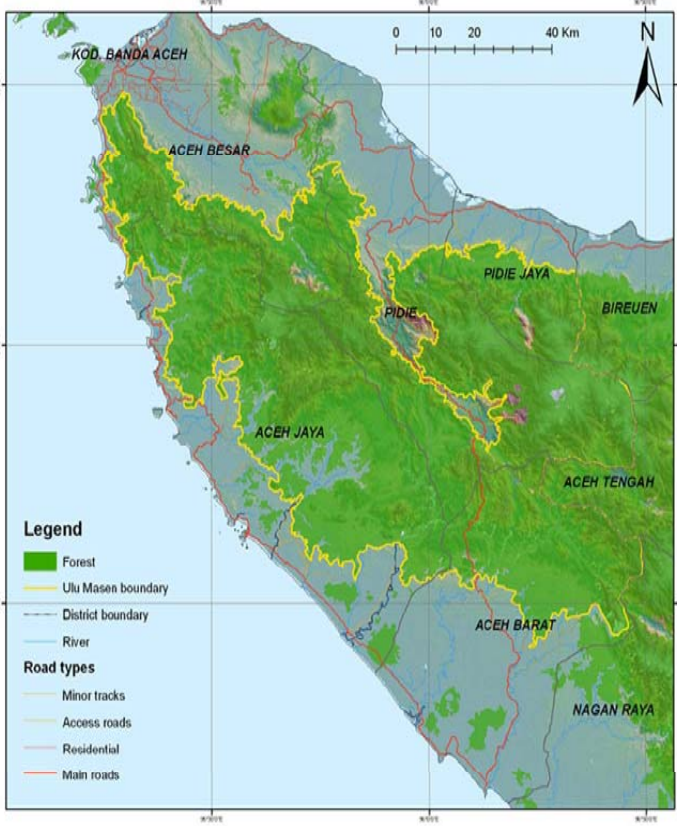 0 10 20 40 Km
N
KOD. BANDA ACEH
ACEH BESAR
PIDIE JAYA
BIREUEN
PIDIE
ACEH JAYA
ACEH TENGAH
ACEH BARAT
NAGAN RAYA
Legend
Forest
Ulu Masen boundary
District boundary
River
Road types
Minor tracks
Access roads
Residential
Main roads